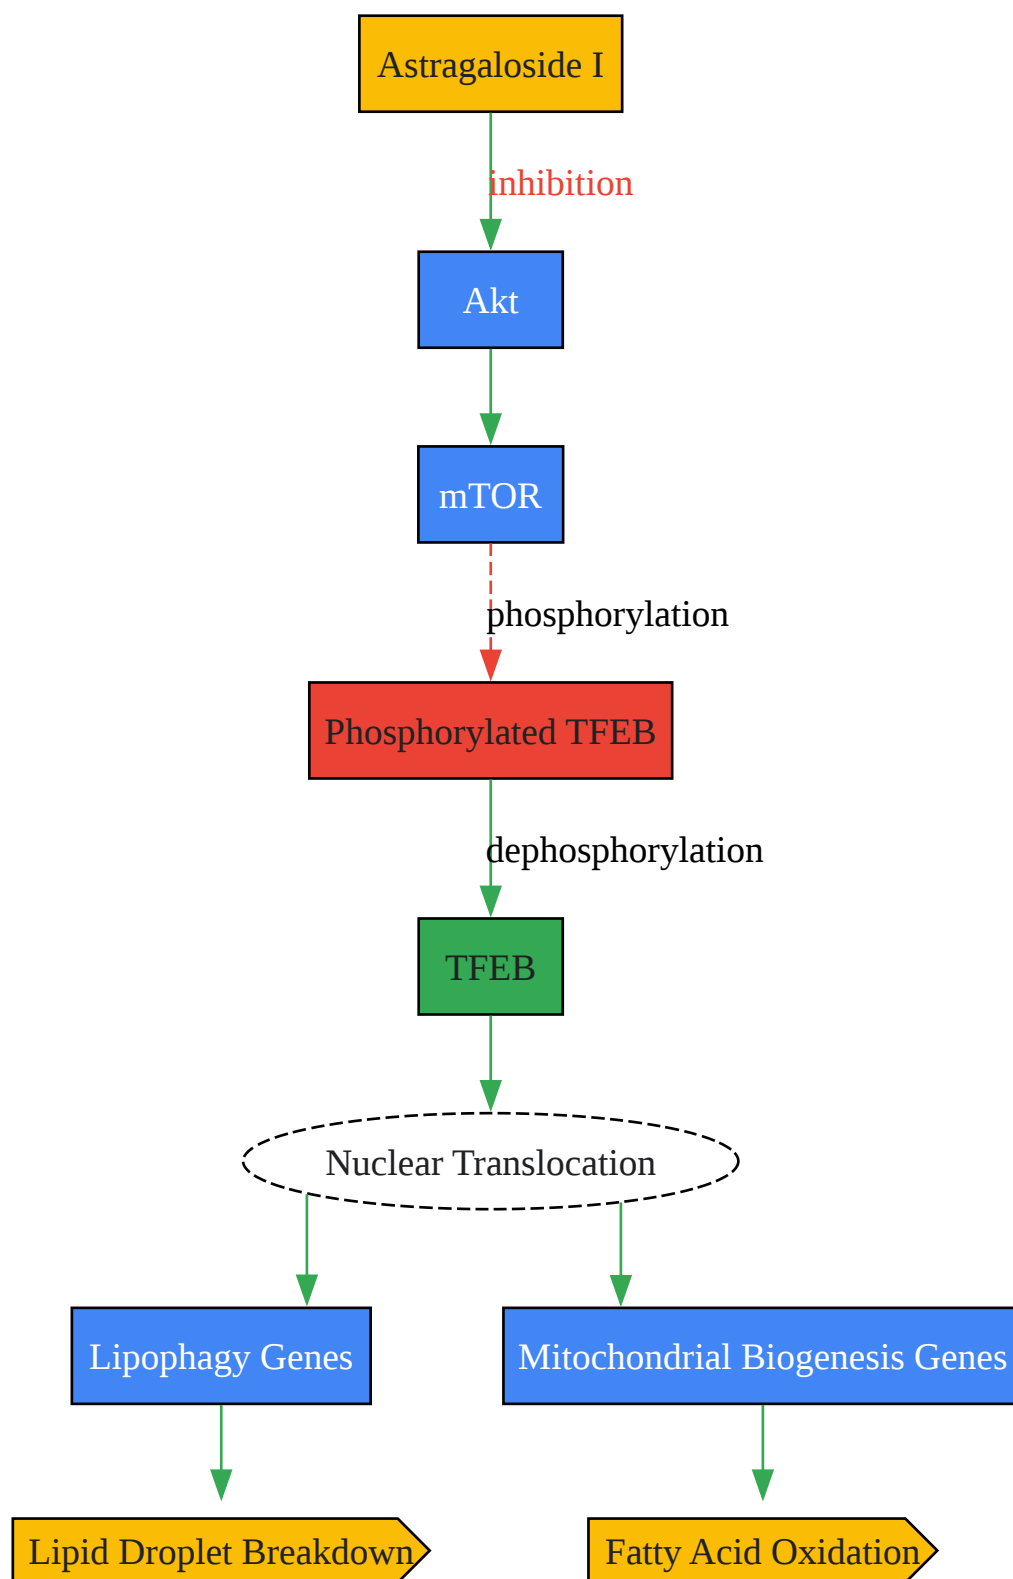 Astragaloside I
inhibition
Akt
mTOR
phosphorylation
Phosphorylated TFEB
dephosphorylation
TFEB
Nuclear Translocation
Lipophagy Genes
Mitochondrial Biogenesis Genes
Lipid Droplet Breakdown
Fatty Acid Oxidation